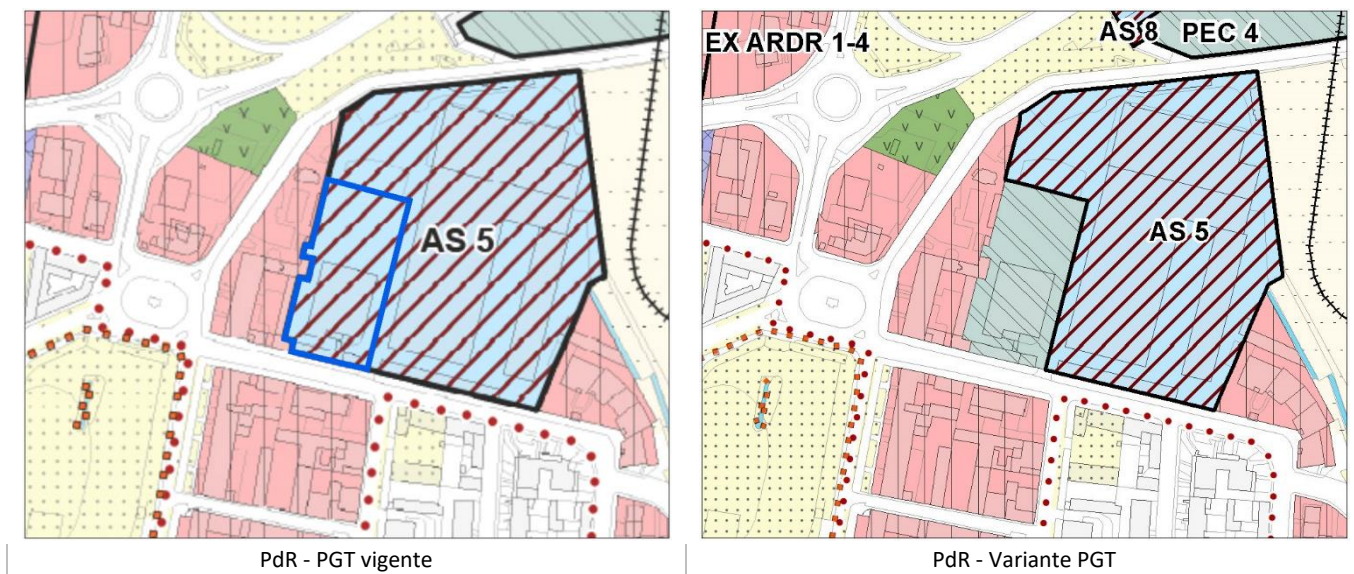 AS 5
PdR - PGT vigente
EX ARDR 1-4
AS 8
PEC 4
AS 5
PdR - Variante PGT